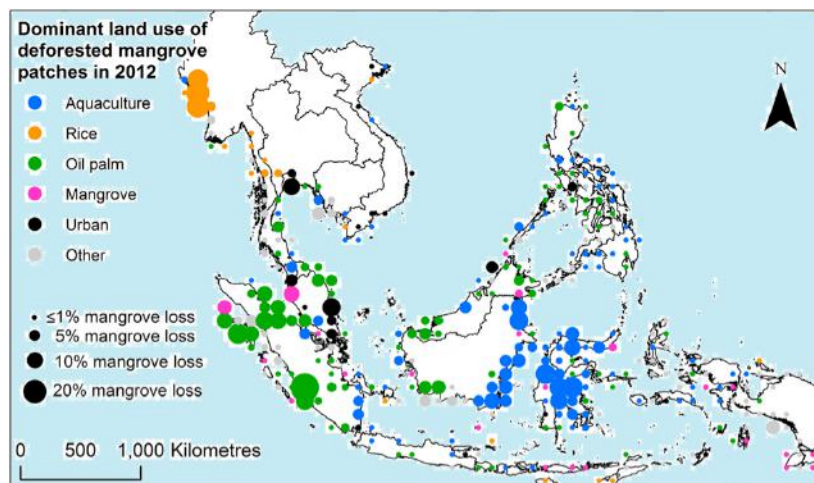 Dominant land use of
deforested mangrove
patches in 2012
Aquaculture
Rice
Oil palm
Mangrove
Urban
Other
≤1% mangrove loss
5% mangrove loss
10% mangrove loss
20% mangrove loss
0 500 1,000 Kilometres
N